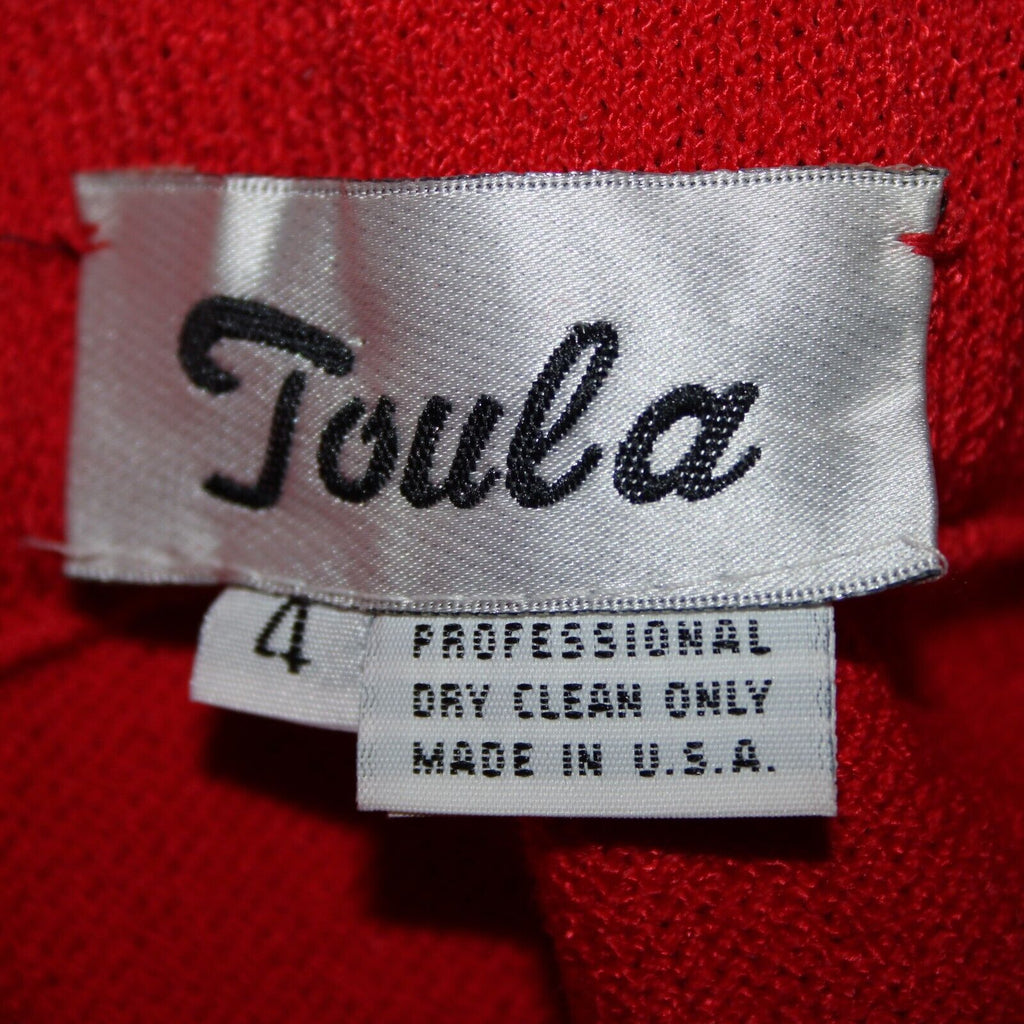 Toula
4
PROFESSIONAL
DRY CLEAN ONLY
MADE IN U.S.A.